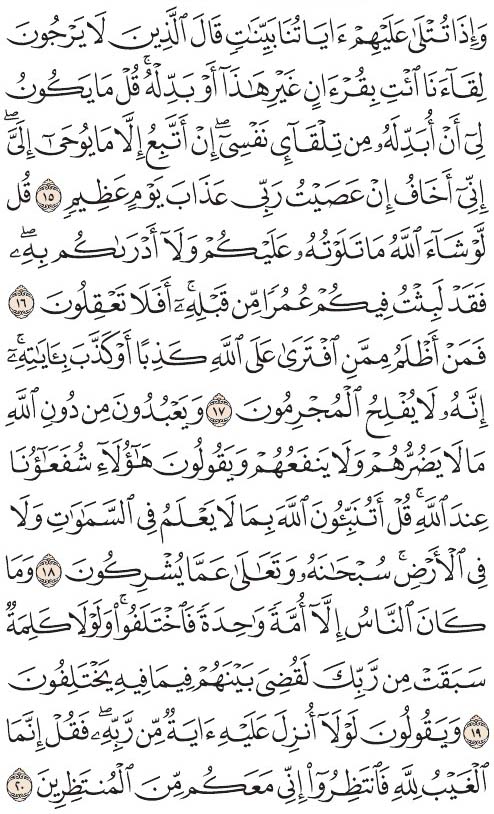 وَإِذَا تُتْلَىٰ عَلَيْهِمْ ءَايَاتُنَا بَيِّنَٰتٍ قَالَ ٱلَّذِينَ لَا يَرْجُونَ
لِقَآءَنَا ٱئْتِ بِقُرْءَانٍ غَيْرِ هَٰذَآ أَوْ بَدِّلْهُ ۚ قُلْ مَا يَكُونُ
لِىٓ أَنْ أُبَدِّلَهُۥ مِن تِلْقَآئِ نَفْسِىٓ ۖ إِنْ أَتَّبِعُ إِلَّا مَا يُوحَىٰٓ إِلَىَّ ۖ
إِنِّىٓ أَخَافُ إِنْ عَصَيْتُ رَبِّى عَذَابَ يَوْمٍ عَظِيمٍ ١٥ قُل
لَّوْ شَآءَ ٱللَّهُ مَا تَلَوْتُهُۥ عَلَيْكُمْ وَلَآ أَدْرَىٰكُم بِهِۦ ۖ
فَقَدْ لَبِثْتُ فِيكُمْ عُمُرًا مِّن قَبْلِهِۦٓ ۚ أَفَلَا تَعْقِلُونَ ١٦
فَمَنْ أَظْلَمُ مِمَّنِ ٱفْتَرَىٰ عَلَى ٱللَّهِ كَذِبًا أَوْ كَذَّبَ بِـَٔايَٰتِهِۦٓ ۚ
إِنَّهُۥ لَا يُفْلِحُ ٱلْمُجْرِمُونَ ١٧ وَيَعْبُدُونَ مِن دُونِ ٱللَّهِ
مَا لَا يَضُرُّهُمْ وَلَا يَنفَعُهُمْ وَيَقُولُونَ هَٰٓؤُلَآءِ شُفَعَٰٓؤُنَا
عِندَ ٱللَّهِ ۚ قُلْ أَتُنَبِّـُٔونَ ٱللَّهَ بِمَا لَا يَعْلَمُ فِى ٱلسَّمَٰوَٰتِ وَلَا
فِى ٱلْأَرْضِ ۚ سُبْحَٰنَهُۥ وَتَعَٰلَىٰ عَمَّا يُشْرِكُونَ ١٨ وَمَا
كَانَ ٱلنَّاسُ إِلَّآ أُمَّةً وَٰحِدَةً فَٱخْتَلَفُوا۟ ۚ وَلَوْلَا كَلِمَةٌ
سَبَقَتْ مِن رَّبِّكَ لَقُضِىَ بَيْنَهُمْ فِيمَا فِيهِ يَخْتَلِفُونَ
١٩ وَيَقُولُونَ لَوْلَآ أُنزِلَ عَلَيْهِ ءَايَةٌ مِّن رَّبِّهِۦ ۖ فَقُلْ إِنَّمَا
ٱلْغَيْبُ لِلَّهِ فَٱنتَظِرُوٓا۟ إِنِّى مَعَكُم مِّنَ ٱلْمُنتَظِرِينَ ٢٠